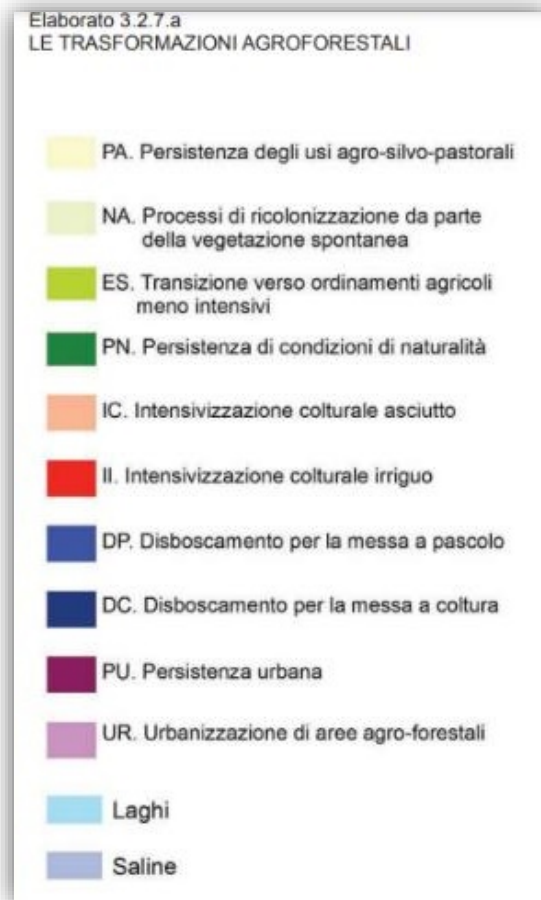 Elaborato 3.2.7.a
LE TRASFORMAZIONI AGROFORESTALI
PA. Persistenza degli usi agro-silvo-pastorali
NA. Processi di ricolonizzazione da parte
della vegetazione spontanea
ES. Transizione verso ordinamenti agricoli
meno intensivi
PN. Persistenza di condizioni di naturalità
IC. Intensivizzazione colturale asciutto
II. Intensivizzazione colturale irriguo
DP. Disboscamento per la messa a pascolo
DC. Disboscamento per la messa a coltura
PU. Persistenza urbana
UR. Urbanizzazione di aree agro-forestali
Laghi
Saline